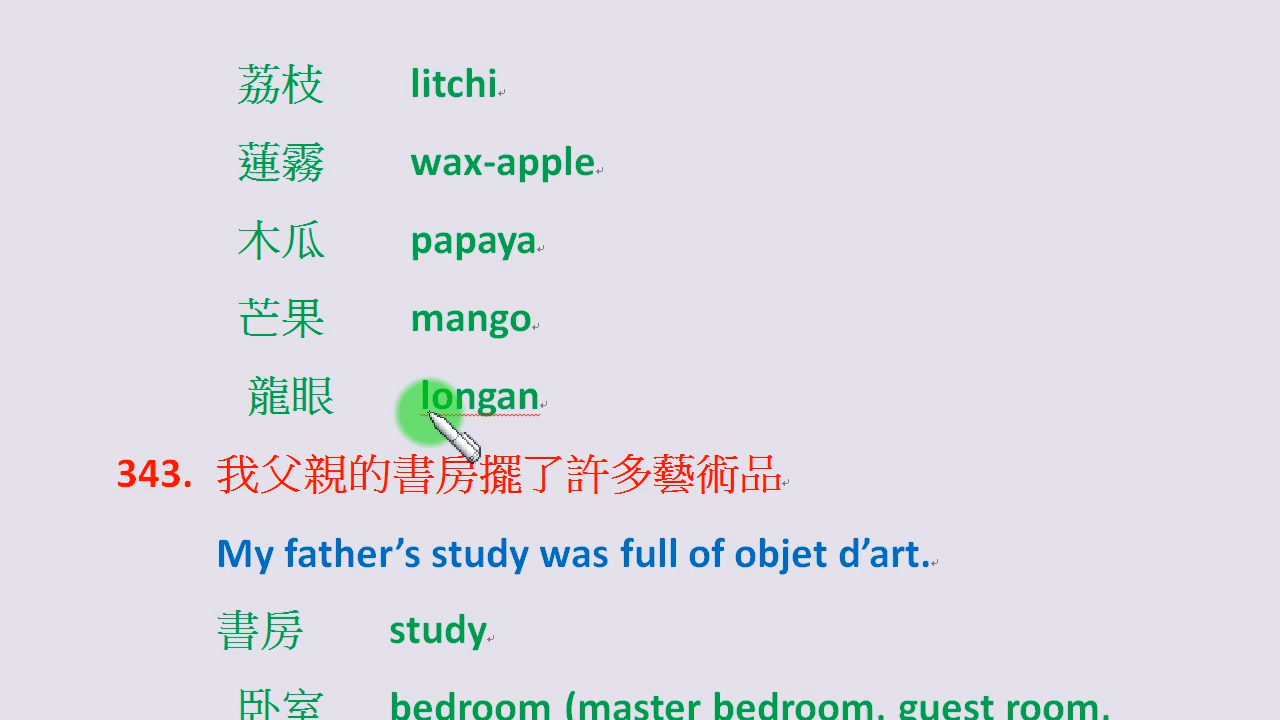 荔枝 litchi
蓮霧 wax-apple
木瓜 papaya
芒果 mango
龍眼 longan
343. 我父親的書房擺了許多藝術品
My father’s study was full of objet d’art.
書房 study
卧室 bedroom (master bedroom, guest room,